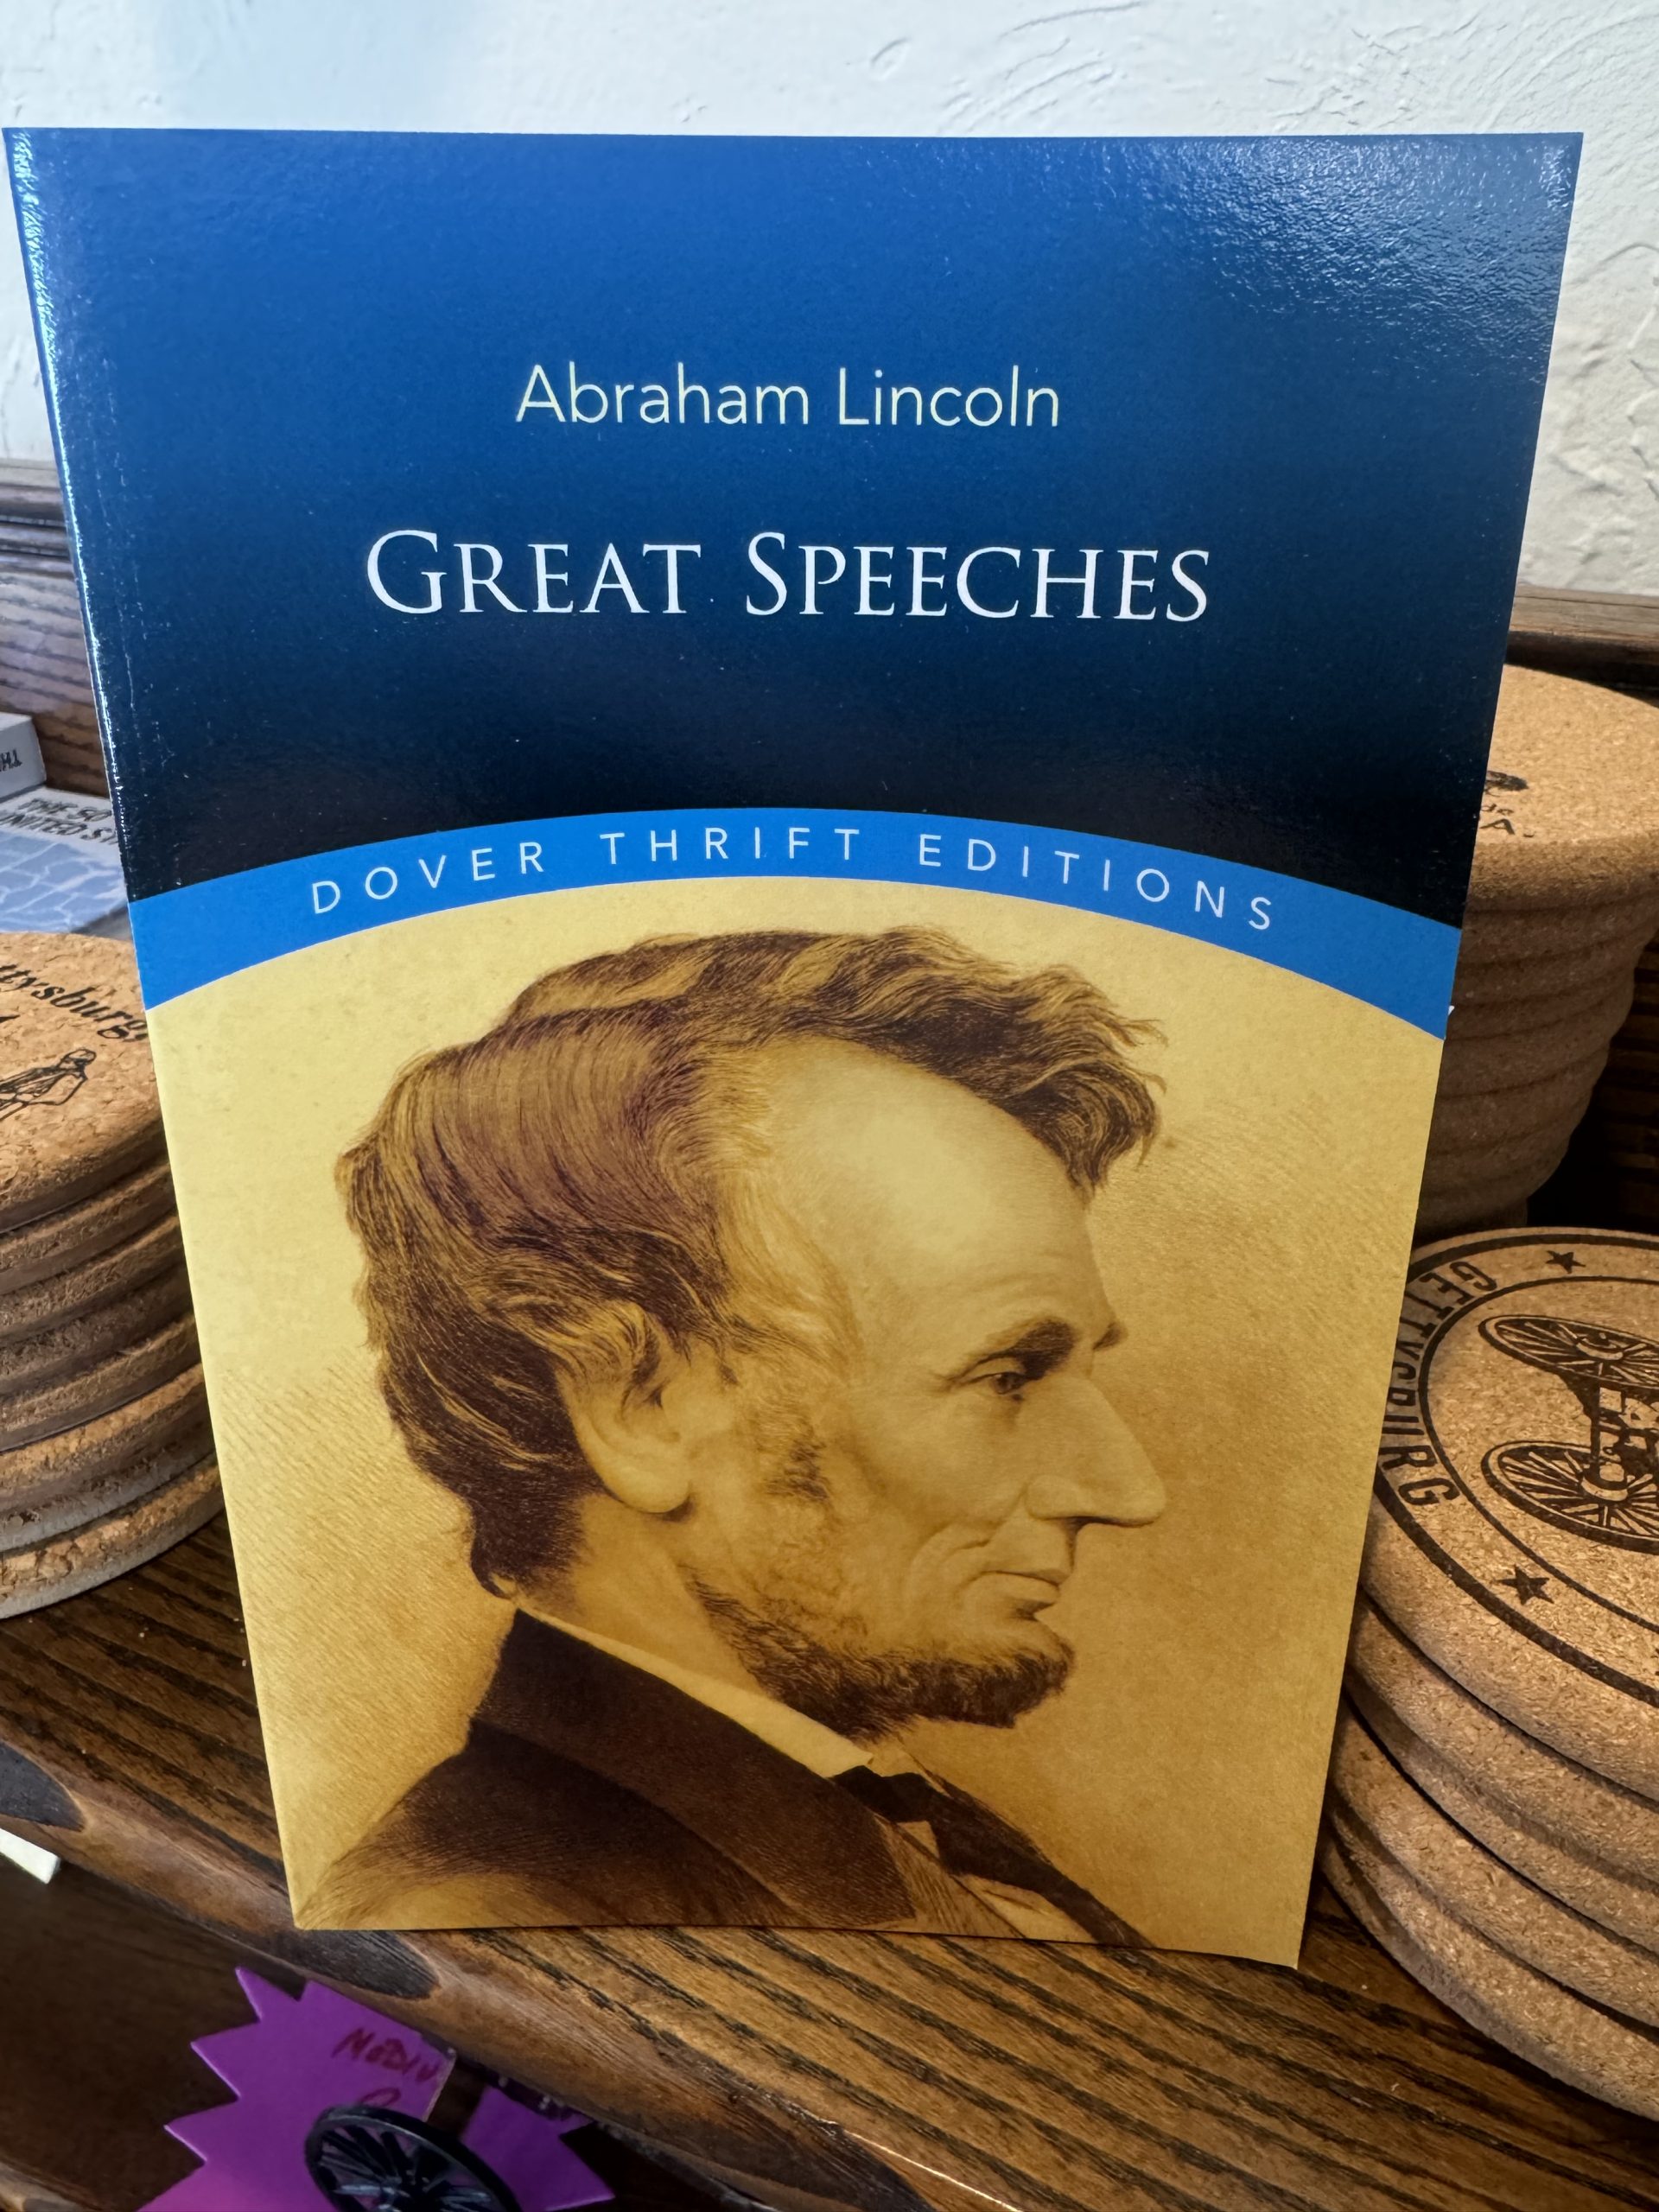 Abraham Lincoln
GREAT SPEECHES
DOVER THRIFT EDITIONS
GETTYSBURG